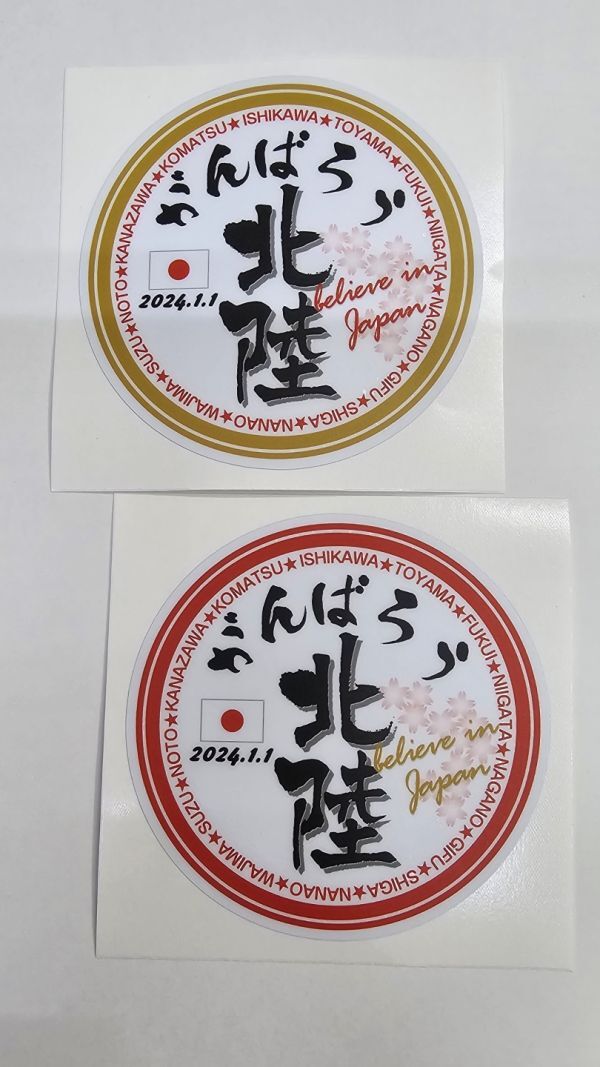 KOMATSU★ISHIKAWA★TOYAMA★FUKUI★NIIGATA★NAGANO★GIFU★SHIGA★NANAO★WAJIMA★SUZU★NOTO★KANAZAWA★
がんばろう
北陸
2024.1.1
believe in
Japan
KOMATSU★ISHIKAWA★TOYAMA★FUKUI★NIIGATA★NAGANO★GIFU★SHIGA★NANAO★WAJIMA★SUZU★NOTO★KANAZAWA★
がんばろう
北陸
2024.1.1
believe in
Japan